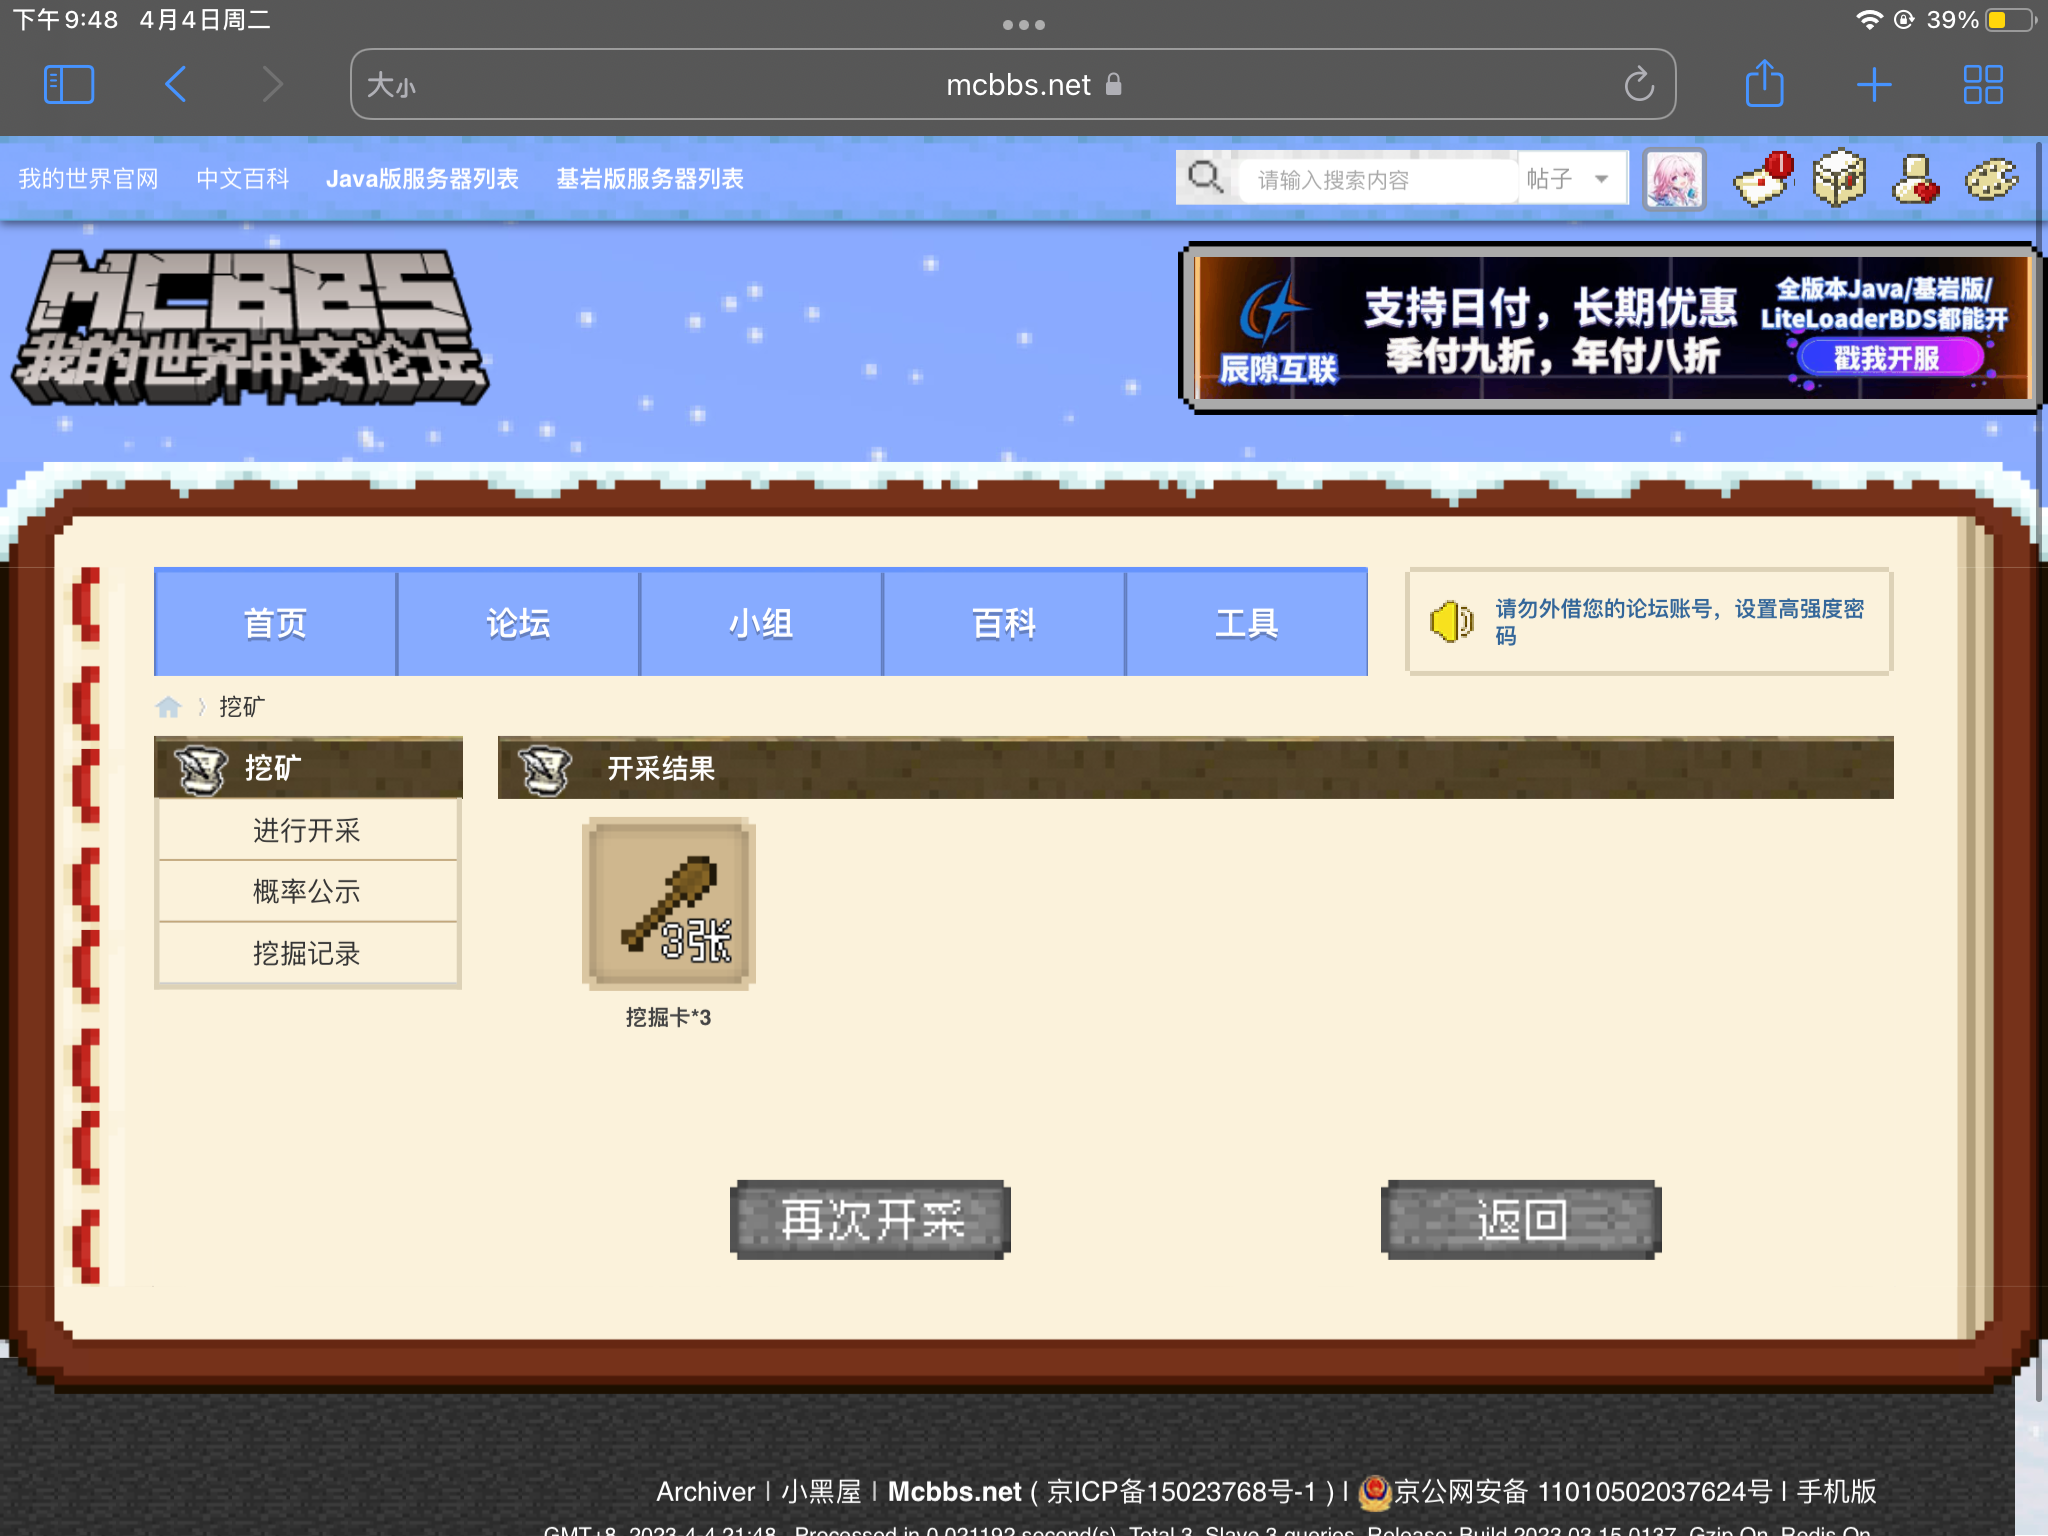 下午9:48 4月4日周二
39%
大小
mcbbs.net
我的世界官网 中文百科 Java版服务器列表 基岩版服务器列表
请输入搜索内容 帖子
MCBBS
我的世界中文论坛
辰隙互联
支持日付，长期优惠
季付九折，年付八折
全版本Java/基岩版/
LiteLoaderBDS都能开
戳我开服
首页 论坛 小组 百科 工具
请勿外借您的论坛账号，设置高强度密
码
挖矿
挖矿
进行开采
概率公示
挖掘记录
开采结果
3张
挖掘卡*3
再次开采 返回
Archiver | 小黑屋 | Mcbbs.net ( 京ICP备15023768号-1 ) | 京公网安备 11010502037624号 | 手机版
GMT+8, 2023-4-4 21:48 , Processed in 0.021192 second(s), Total 3, Slave 3 queries, Release: Build 2023.03.15 0137, Gzip On, Redis On